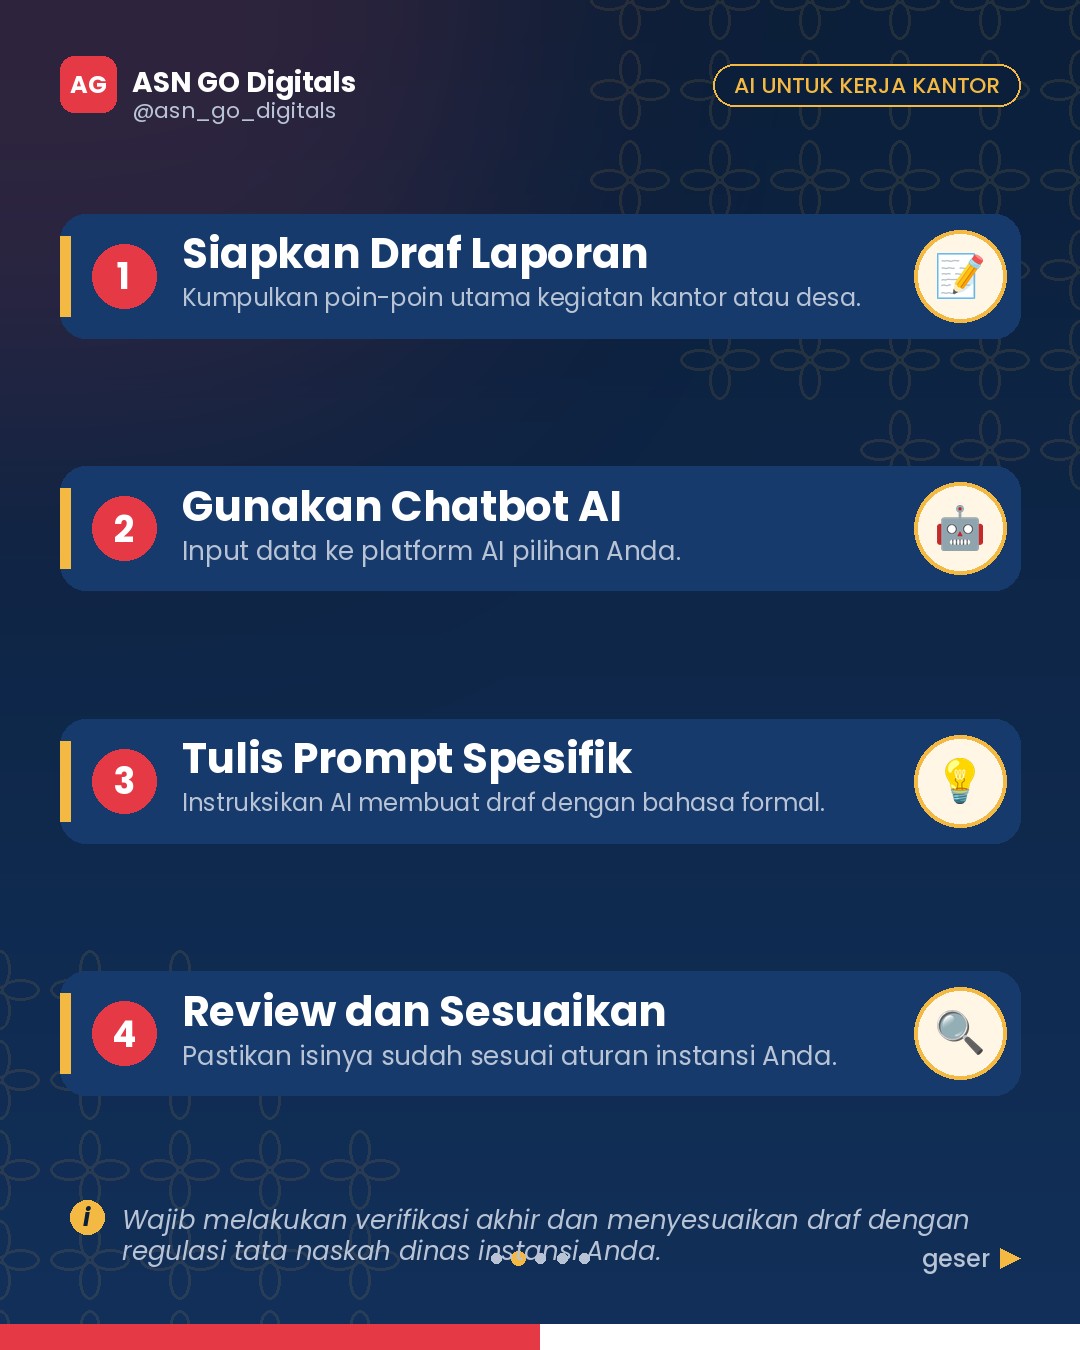 AG
ASN GO Digitals
@asn_go_digitals
AI UNTUK KERJA KANTOR
1
Siapkan Draf Laporan
Kumpulkan poin-poin utama kegiatan kantor atau desa.
2
Gunakan Chatbot AI
Input data ke platform AI pilihan Anda.
3
Tulis Prompt Spesifik
Instruksikan AI membuat draf dengan bahasa formal.
4
Review dan Sesuaikan
Pastikan isinya sudah sesuai aturan instansi Anda.
i
Wajib melakukan verifikasi akhir dan menyesuaikan draf dengan
regulasi tata naskah dinas instansi Anda.
geser